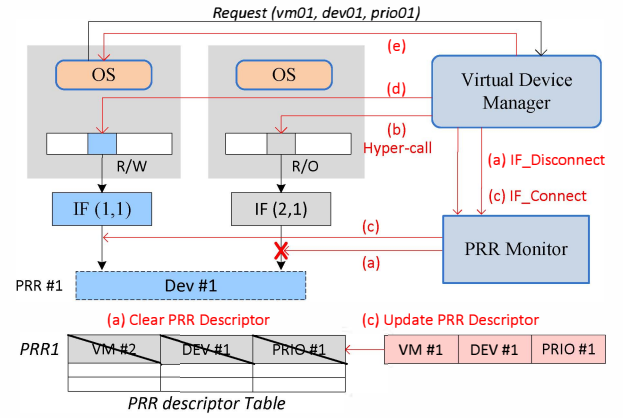 Request (vm01, dev01, prio01)
(e)
OS
OS
Virtual Device
Manager
(d)
(b)
Hyper-call
R/W
R/O
(a) IF_Disconnect
(c) IF_Connect
IF (1,1)
IF (2,1)
(c)
PRR Monitor
(a)
PRR #1
Dev #1
(a) Clear PRR Descriptor
(c) Update PRR Descriptor
PRR1
VM #2
DEV #1
PRIO #1
VM #1
DEV #1
PRIO #1
PRR descriptor Table